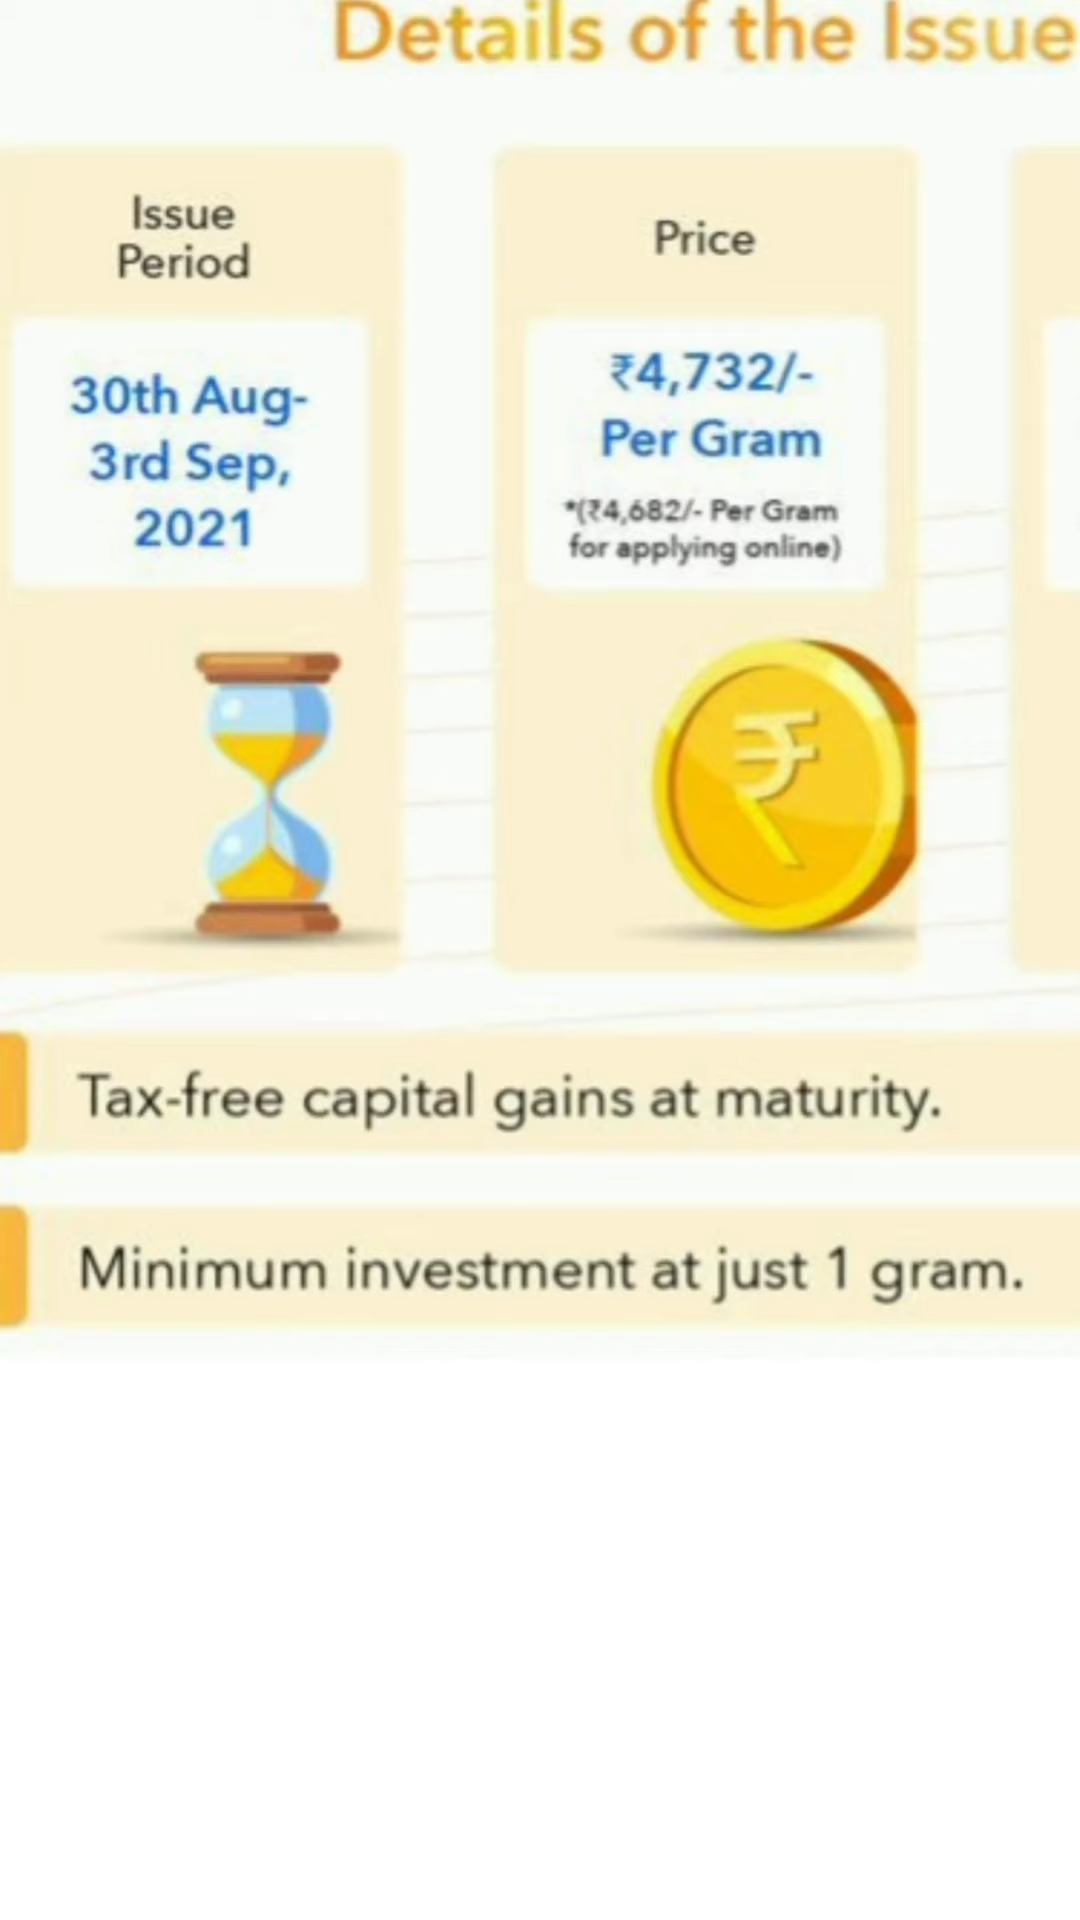 Details of the Issue
Issue
Period
30th Aug-
3rd Sep,
2021
Price
₹4,732/-
Per Gram
*(₹4,682/- Per Gram
for applying online)
₹
Tax-free capital gains at maturity.
Minimum investment at just 1 gram.